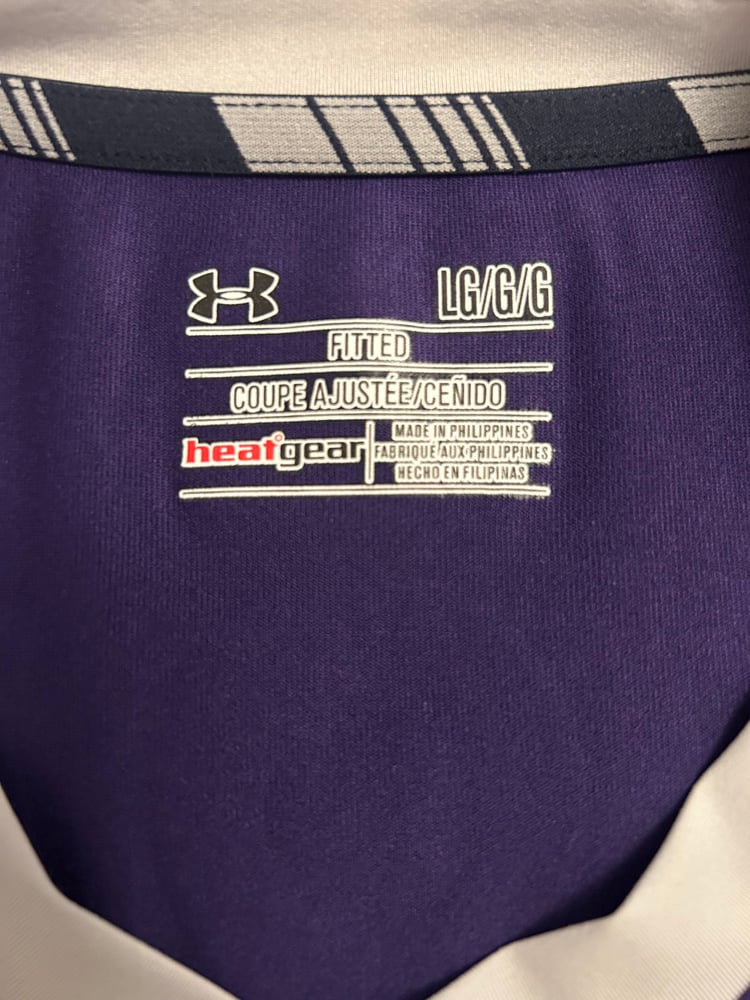 LG/G/G
FITTED
COUPE AJUSTÉE/CEÑIDO
heatgear
MADE IN PHILIPPINES
FABRIQUÉ AUX PHILIPPINES
HECHO EN FILIPINAS